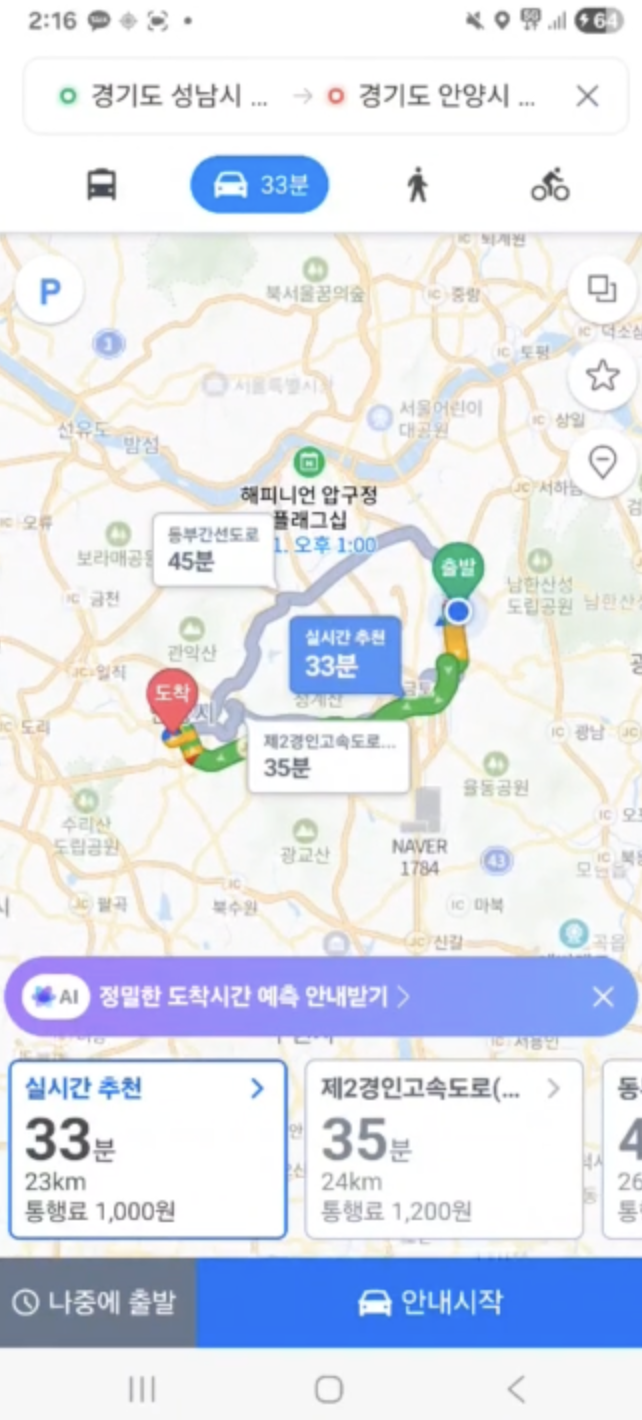 2:16
64
경기도 성남시 ... → 경기도 안양시 ...
33분
P
퇴계원
북서울꿈의숲
IC 중랑
IC 덕소삼
3
IC 토평
서울특별시청
서울어린이
대공원
IC 상일
선유도
밤섬
해피니언 압구정
플래그십
1. 오후 1:00
JC 서하남
IC 오류
동부간선도로
45분
보라매공원
출발
남한산성
도립공원
남한산성
IC 금천
관악산
실시간 추천
33분
JC 일직
도착
금토
청계산
IC 도리
제2경인고속도로...
35분
IC 광남
율동공원
수리산
도립공원
광교산
NAVER
1784
43
IC
북수원
JC 팔곡
IC 마북
JC 신갈
AI 정밀한 도착시간 예측 안내받기 >
IC 서용인
실시간 추천 >
33분
23km
통행료 1,000원
제2경인고속도로(... >
35분
24km
통행료 1,200원
동
4
26
통
나중에 출발
안내시작